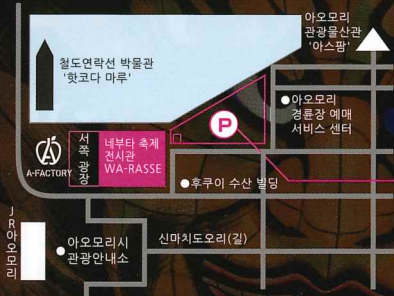 아오모리
관광물산관
'아스팜'
철도연락선 박물관
'핫코다 마루'
아오모리
경륜장 예매
서비스 센터
P
A-FACTORY
서쪽 광장
네부타 축제
전시관
WA-RASSE
후쿠이 수산 빌딩
JR아오모리
아오모리시
관광안내소
신마치도오리(길)